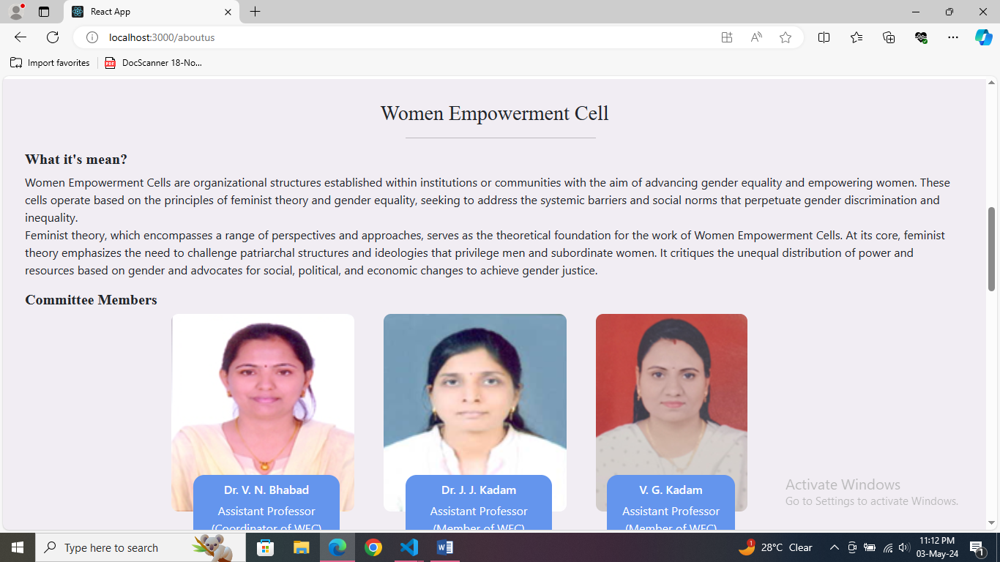 React App
localhost:3000/aboutus
Import favorites
PDF
DocScanner 18-No...
Women Empowerment Cell
What it's mean?
Women Empowerment Cells are organizational structures established within institutions or communities with the aim of advancing gender equality and empowering women. These
cells operate based on the principles of feminist theory and gender equality, seeking to address the systemic barriers and social norms that perpetuate gender discrimination and
inequality.
Feminist theory, which encompasses a range of perspectives and approaches, serves as the theoretical foundation for the work of Women Empowerment Cells. At its core, feminist
theory emphasizes the need to challenge patriarchal structures and ideologies that privilege men and subordinate women. It critiques the unequal distribution of power and
resources based on gender and advocates for social, political, and economic changes to achieve gender justice.
Committee Members
Dr. V. N. Bhabad
Assistant Professor
(Coordinator of WEC)
Dr. J. J. Kadam
Assistant Professor
(Member of WEC)
V. G. Kadam
Assistant Professor
(Member of WEC)
Activate Windows
Go to Settings to activate Windows.
Type here to search
1
28°C Clear
11:12 PM
03-May-24
1